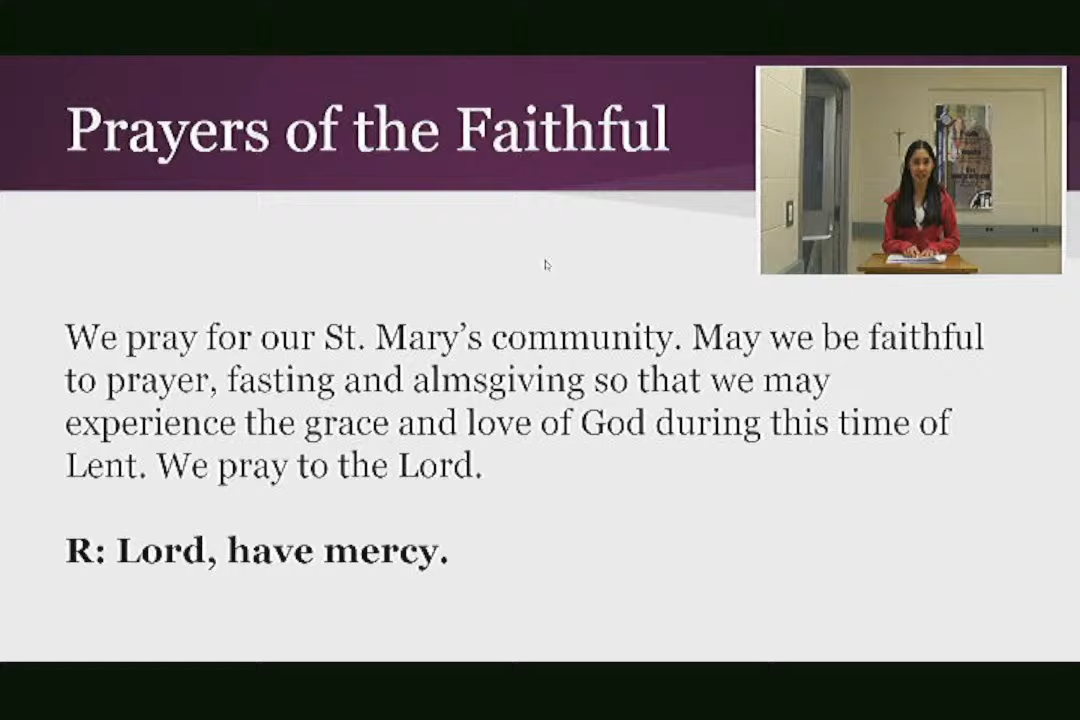 Prayers of the Faithful
We pray for our St. Mary's community. May we be faithful
to prayer, fasting and almsgiving so that we may
experience the grace and love of God during this time of
Lent. We pray to the Lord.
R: Lord, have mercy.